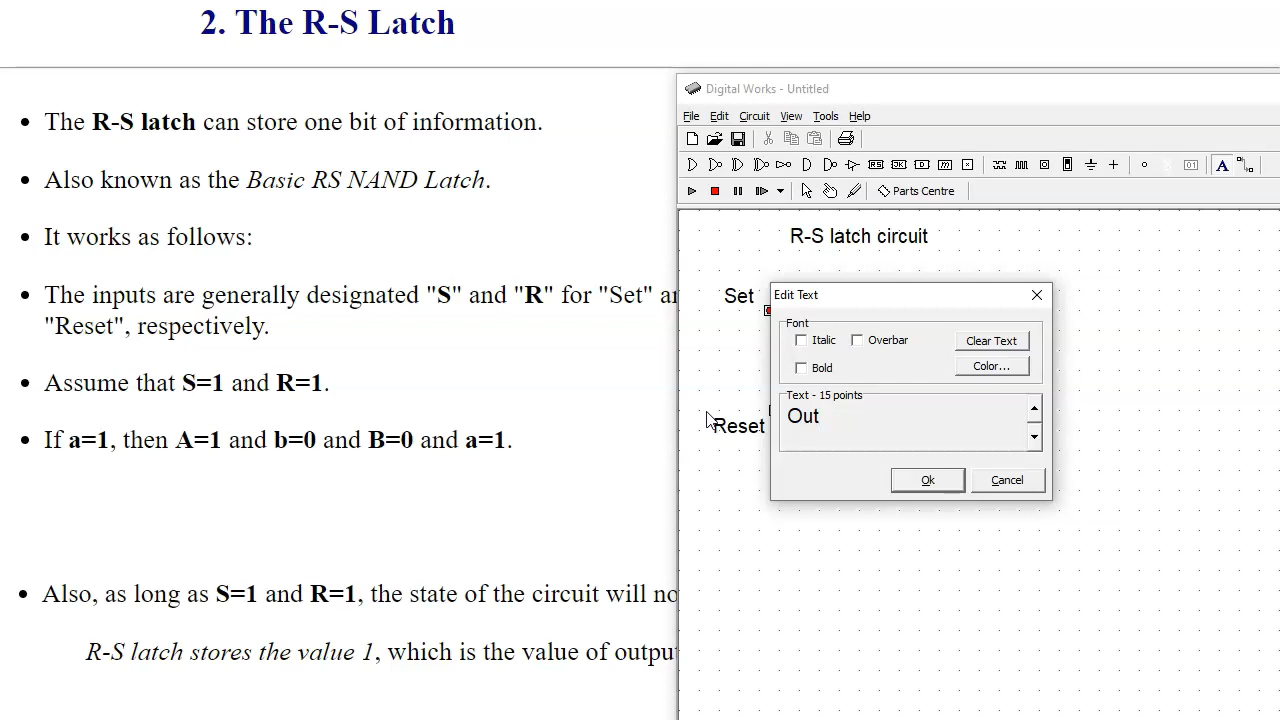 2. The R-S Latch
The R-S latch can store one bit of information.
Also known as the Basic RS NAND Latch.
It works as follows:
The inputs are generally designated "S" and "R" for "Set" ar
"Reset", respectively.
Assume that S=1 and R=1.
If a=1, then A=1 and b=0 and B=0 and a=1.
Also, as long as S=1 and R=1, the state of the circuit will no
R-S latch stores the value 1, which is the value of outpu
Digital Works - Untitled
File Edit Circuit View Tools Help
RS JK D 01 A
Parts Centre
R-S latch circuit
Set
Reset
Edit Text
Font
Italic Overbar Clear Text
Bold Color...
Text - 15 points
Out
Ok Cancel